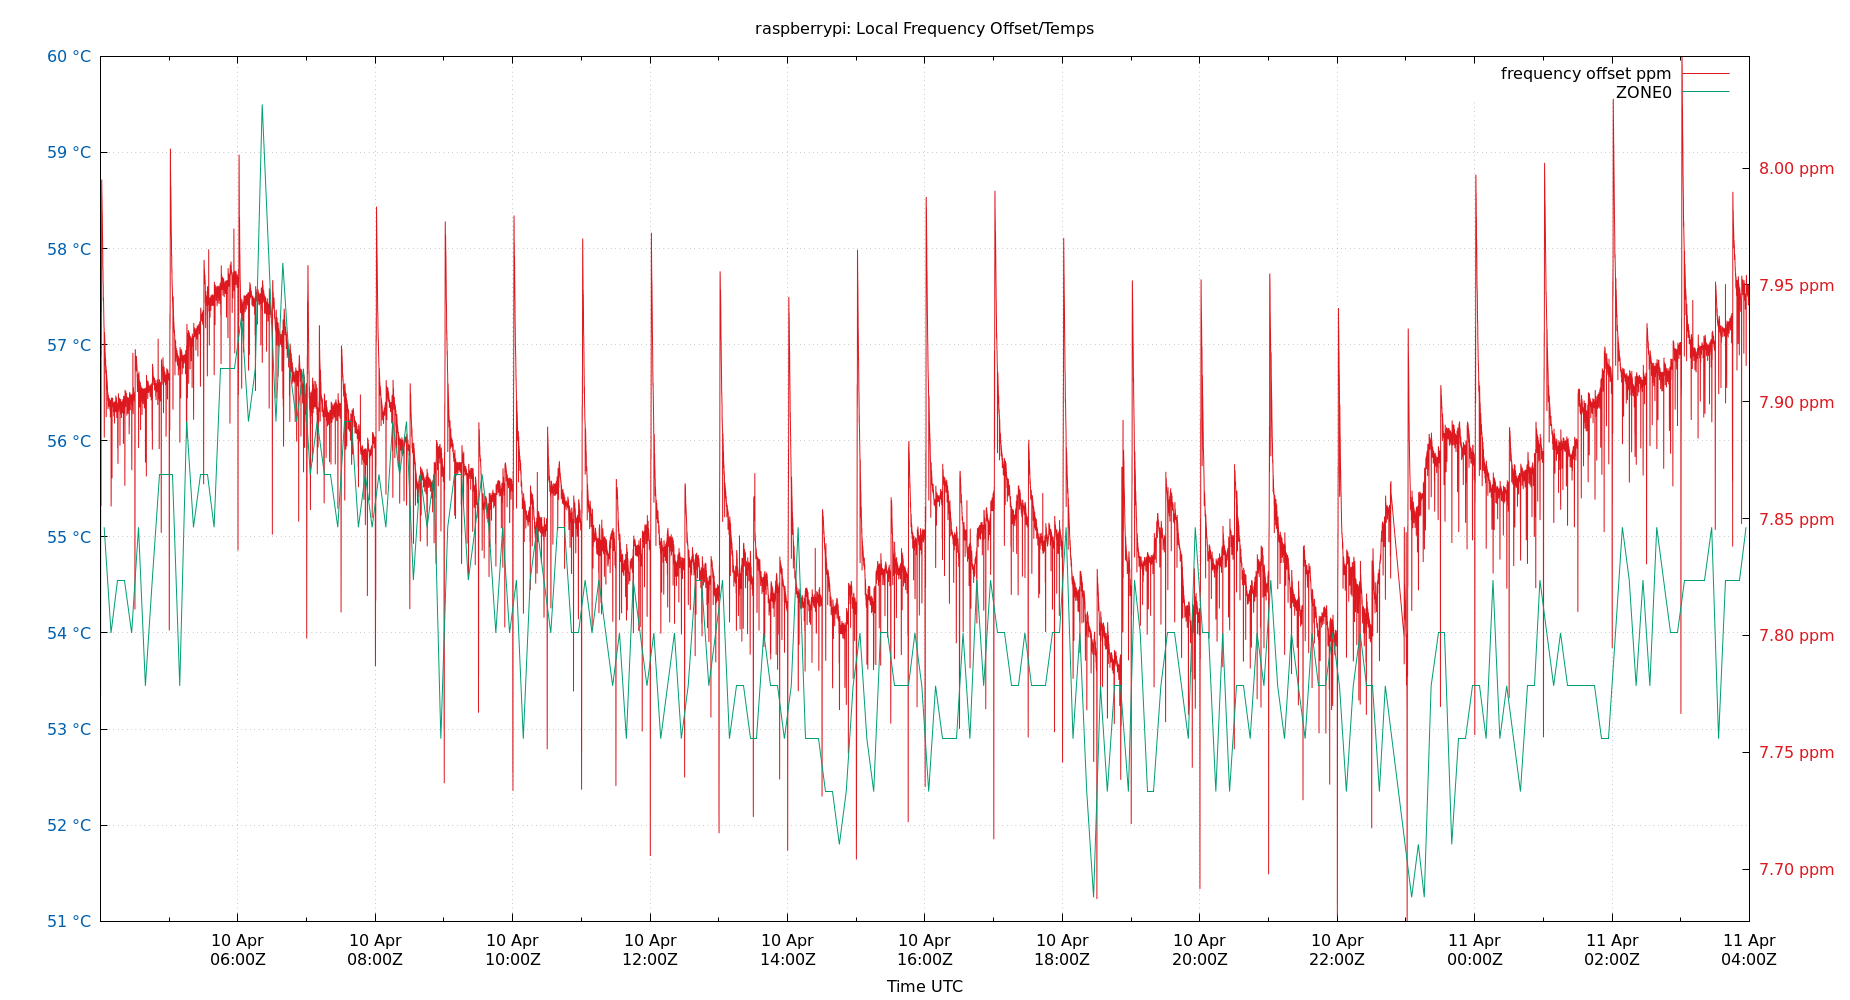 raspberrypi: Local Frequency Offset/Temps
60 °C
59 °C
58 °C
57 °C
56 °C
55 °C
54 °C
53 °C
52 °C
51 °C
frequency offset ppm
ZONE0
8.00 ppm
7.95 ppm
7.90 ppm
7.85 ppm
7.80 ppm
7.75 ppm
7.70 ppm
10 Apr 10 Apr 10 Apr 10 Apr 10 Apr 10 Apr 10 Apr 10 Apr 10 Apr 11 Apr 11 Apr 11 Apr
06:00Z 08:00Z 10:00Z 12:00Z 14:00Z 16:00Z 18:00Z 20:00Z 22:00Z 00:00Z 02:00Z 04:00Z
Time UTC